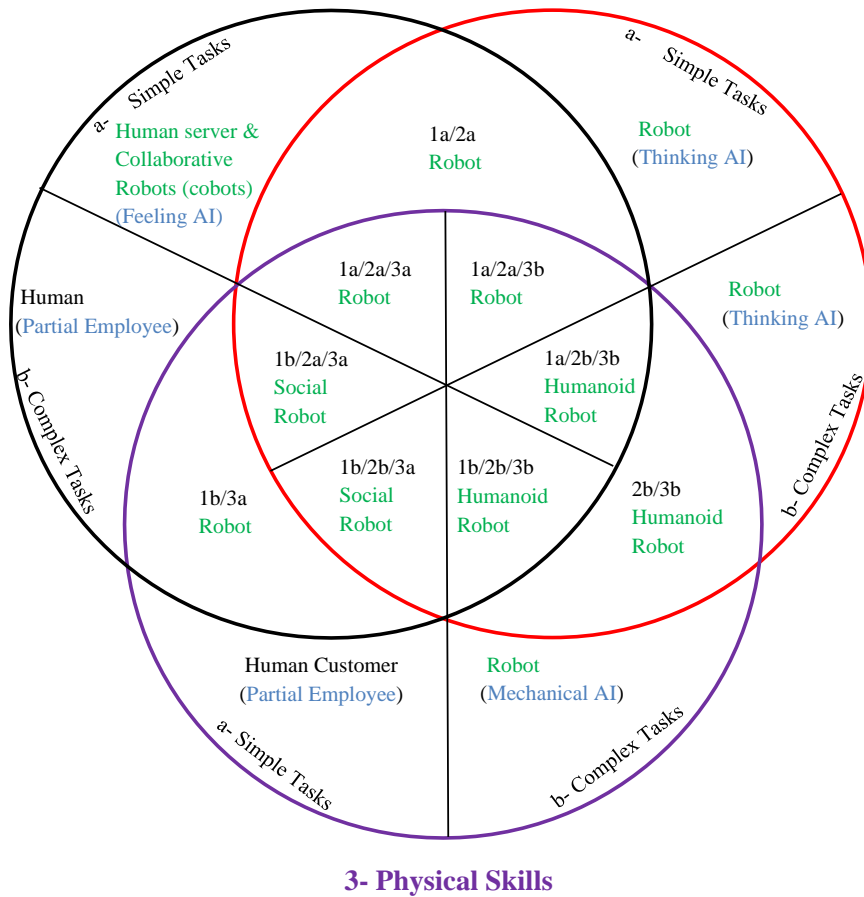 a- Simple Tasks
a- Simple Tasks
Human server &
Collaborative
Robots (cobots)
(Feeling AI)
1a/2a
Robot
Robot
(Thinking AI)
Human
(Partial Employee)
1a/2a/3a
Robot
1a/2a/3b
Robot
Robot
(Thinking AI)
1b/2a/3a
Social
Robot
1a/2b/3b
Humanoid
Robot
b- Complex Tasks
b- Complex Tasks
1b/3a
Robot
1b/2b/3a
Social
Robot
1b/2b/3b
Humanoid
Robot
2b/3b
Humanoid
Robot
Human Customer
(Partial Employee)
Robot
(Mechanical AI)
a- Simple Tasks
b- Complex Tasks
3- Physical Skills